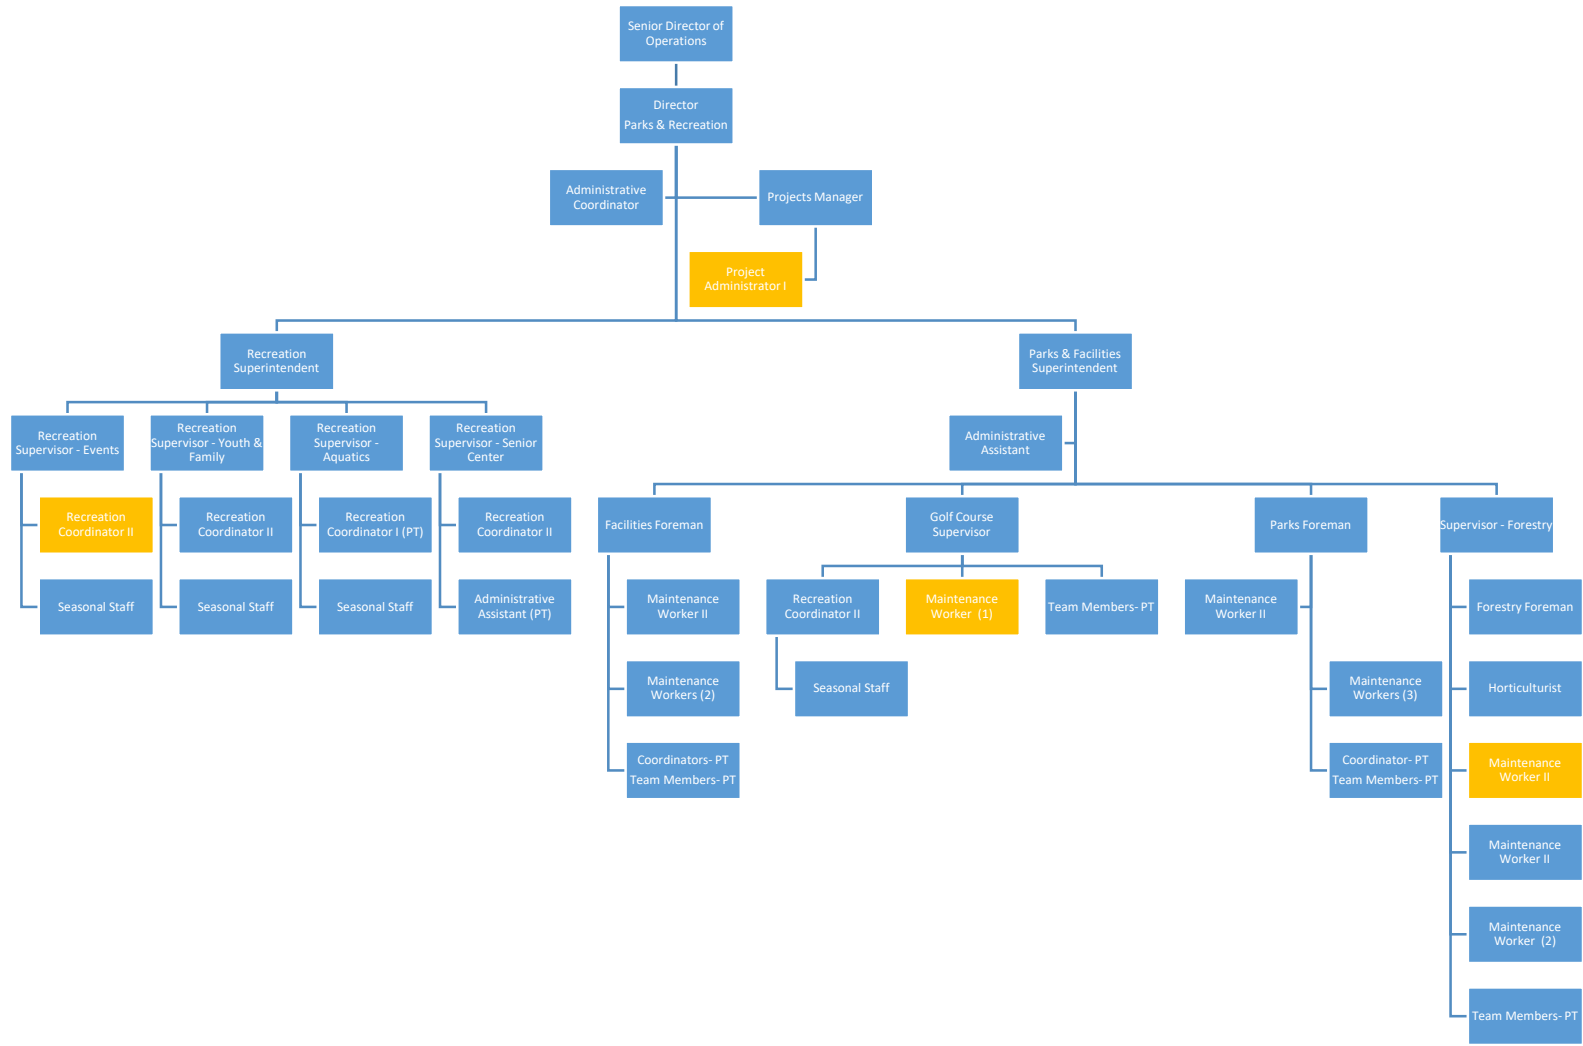 Senior Director of
Operations
Director
Parks & Recreation
Administrative
Coordinator
Projects Manager
Project
Administrator I
Recreation
Superintendent
Parks & Facilities
Superintendent
Recreation
Supervisor - Events
Recreation
Supervisor - Youth &
Family
Recreation
Supervisor -
Aquatics
Recreation
Supervisor - Senior
Center
Administrative
Assistant
Recreation
Coordinator II
Recreation
Coordinator II
Recreation
Coordinator I (PT)
Recreation
Coordinator II
Facilities Foreman
Golf Course
Supervisor
Parks Foreman
Supervisor - Forestry
Seasonal Staff
Seasonal Staff
Seasonal Staff
Administrative
Assistant (PT)
Maintenance
Worker II
Recreation
Coordinator II
Maintenance
Worker (1)
Team Members- PT
Maintenance
Worker II
Forestry Foreman
Maintenance
Workers (2)
Seasonal Staff
Maintenance
Workers (3)
Horticulturist
Coordinators- PT
Team Members- PT
Coordinator- PT
Team Members- PT
Maintenance
Worker II
Maintenance
Worker II
Maintenance
Worker (2)
Team Members- PT